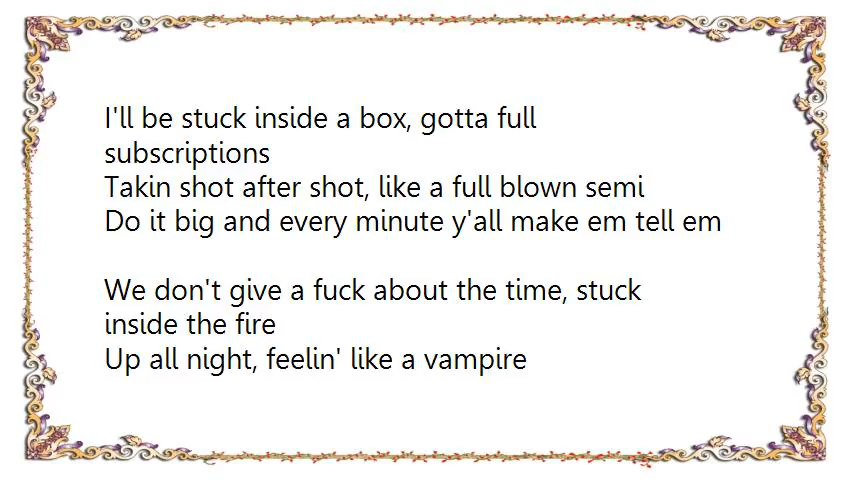 I'll be stuck inside a box, gotta full
subscriptions
Takin shot after shot, like a full blown semi
Do it big and every minute y'all make em tell em
We don't give a fuck about the time, stuck
inside the fire
Up all night, feelin' like a vampire